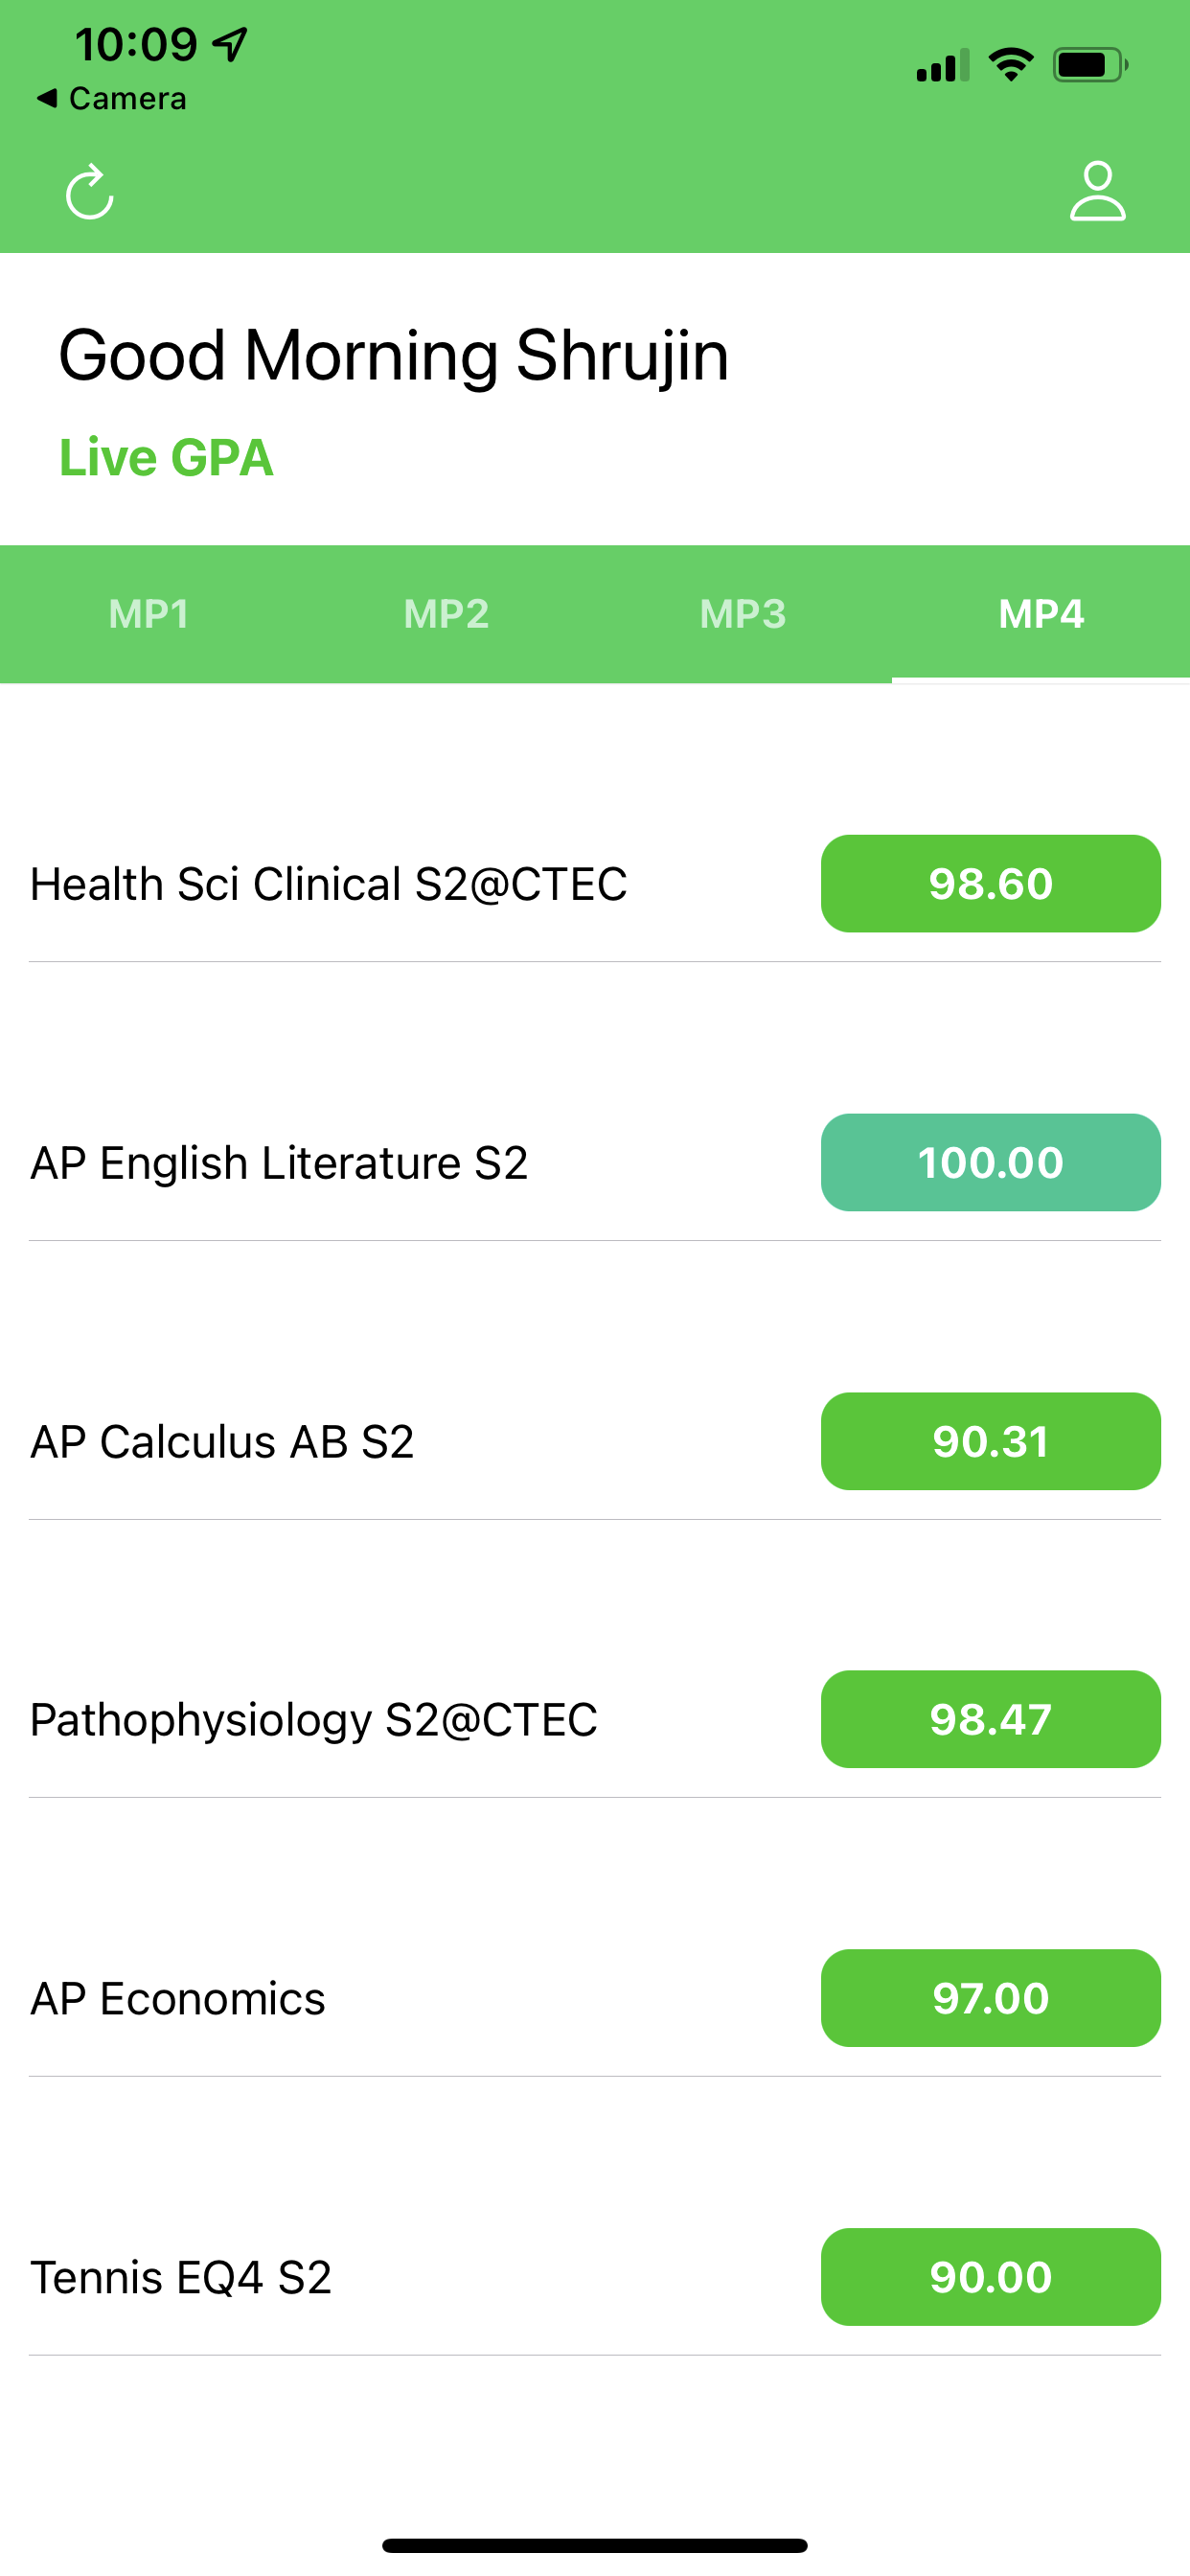 10:09
◀ Camera
Good Morning Shrujin
Live GPA
MP1 MP2 MP3 MP4
Health Sci Clinical S2@CTEC 98.60
AP English Literature S2 100.00
AP Calculus AB S2 90.31
Pathophysiology S2@CTEC 98.47
AP Economics 97.00
Tennis EQ4 S2 90.00